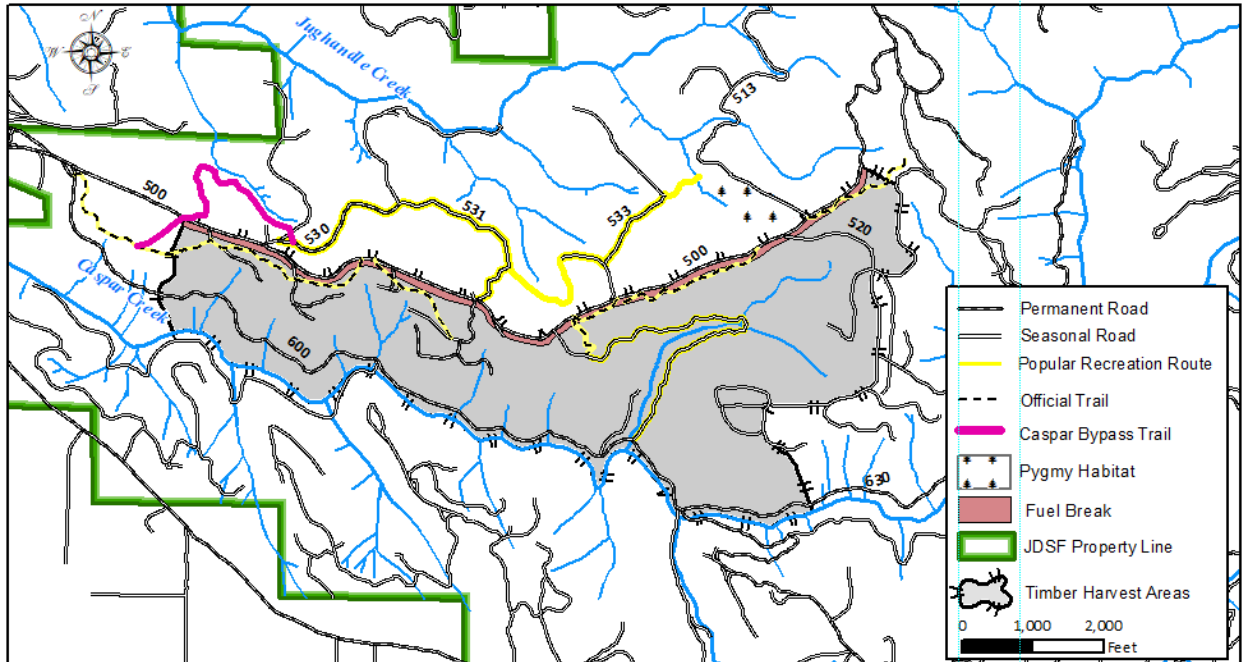 N
W
E
S
Jughandle Creek
513
500
531
530
533
500
520
Caspar Creek
600
630
Permanent Road
Seasonal Road
Popular Recreation Route
Official Trail
Caspar Bypass Trail
Pygmy Habitat
Fuel Break
JDSF Property Line
Timber Harvest Areas
0 1,000 2,000
Feet